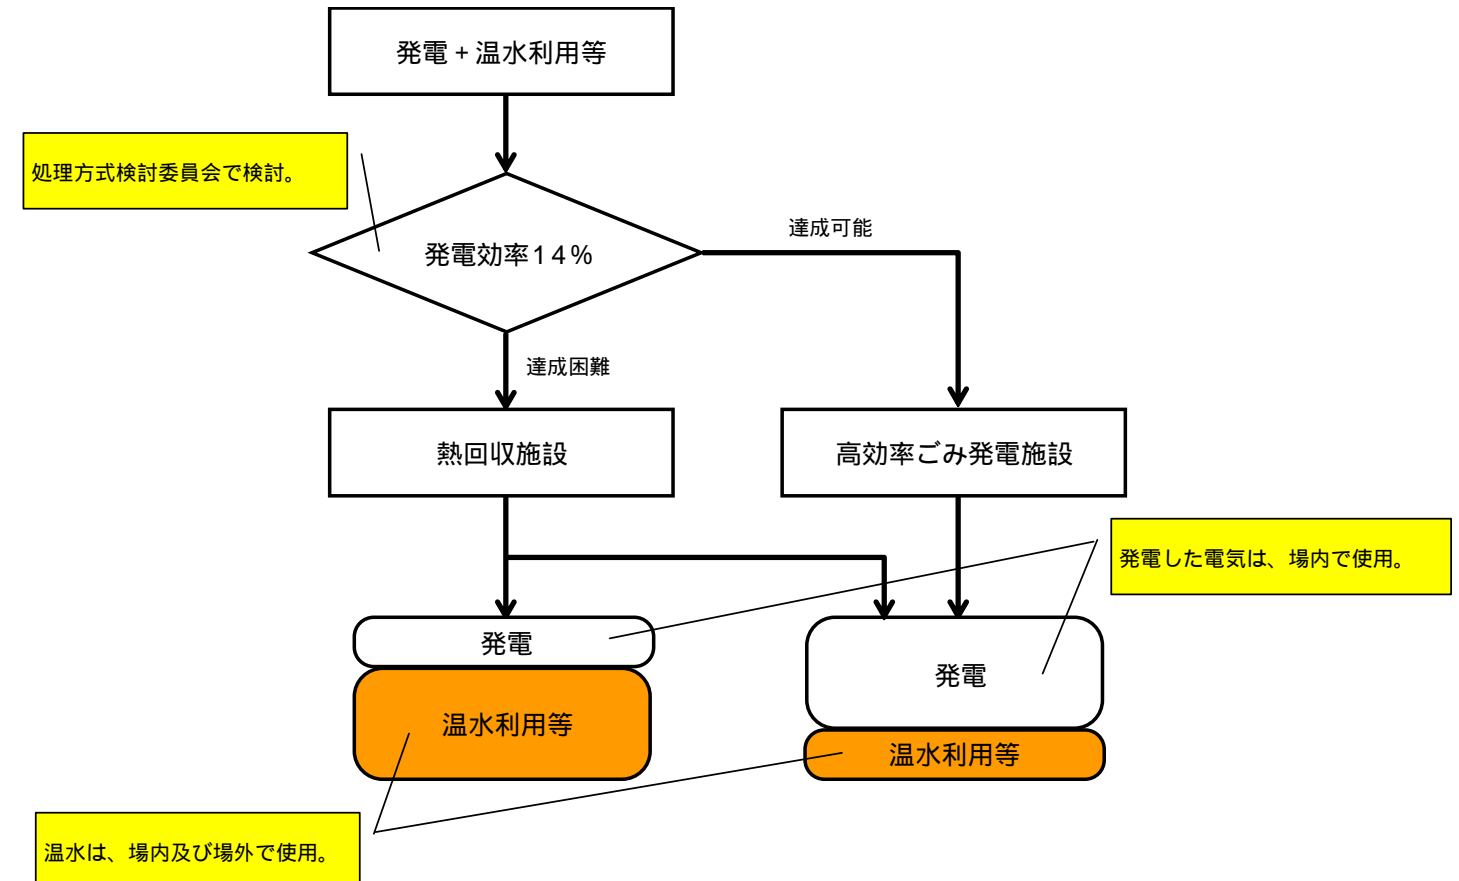 発電+温水利用等
処理方式検討委員会で検討。
発電効率14%
達成可能
達成困難
熱回収施設
高効率ごみ発電施設
発電した電気は、場内で使用。
発電
発電
温水利用等
温水利用等
温水は、場内及び場外で使用。